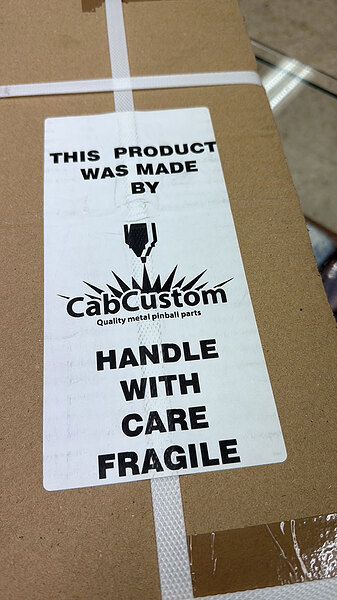 THIS PRODUCT
WAS MADE
BY
CabCustom
Quality metal pinball parts
HANDLE
WITH
CARE
FRAGILE